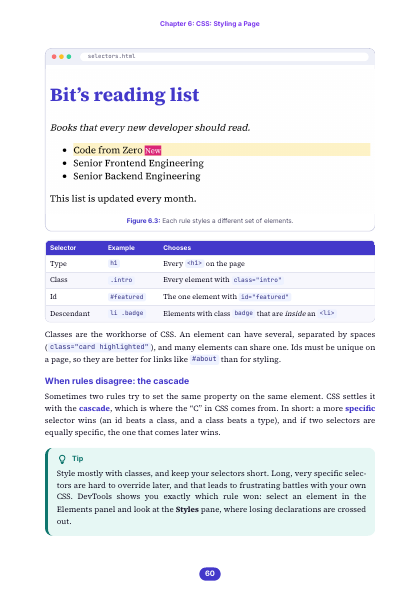 Chapter 6: CSS: Styling a Page
selectors.html
Bit's reading list
Books that every new developer should read.
• Code from Zero New
• Senior Frontend Engineering
• Senior Backend Engineering
This list is updated every month.
Figure 6.3: Each rule styles a different set of elements.
Selector Example Chooses
Type h1 Every <h1> on the page
Class .intro Every element with class="intro"
Id #featured The one element with id="featured"
Descendant li .badge Elements with class badge that are inside an <li>
Classes are the workhorse of CSS. An element can have several, separated by spaces
( class="card highlighted" ), and many elements can share one. Ids must be unique on
a page, so they are better for links like #about than for styling.
When rules disagree: the cascade
Sometimes two rules try to set the same property on the same element. CSS settles it
with the cascade, which is where the “C” in CSS comes from. In short: a more specific
selector wins (an id beats a class, and a class beats a type), and if two selectors are
equally specific, the one that comes later wins.
Tip
Style mostly with classes, and keep your selectors short. Long, very specific selec-
tors are hard to override later, and that leads to frustrating battles with your own
CSS. DevTools shows you exactly which rule won: select an element in the
Elements panel and look at the Styles pane, where losing declarations are crossed
out.
60